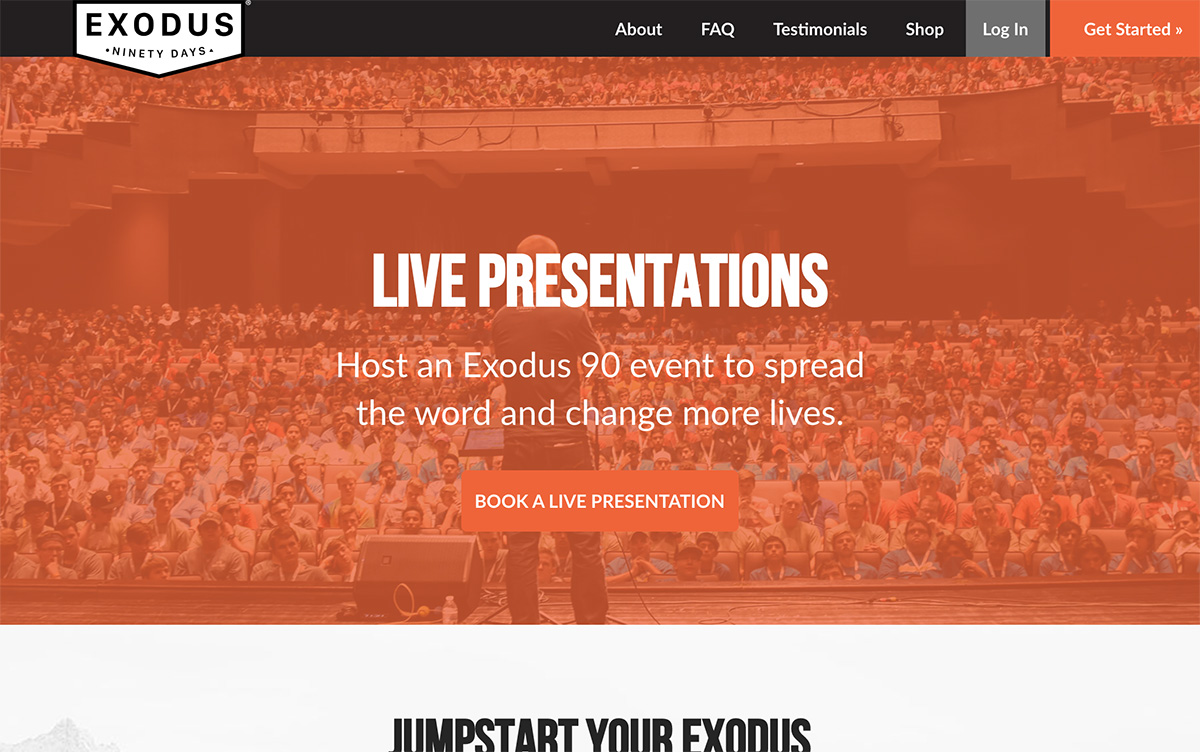 EXODUS®
•NINETY DAYS•
About
FAQ
Testimonials
Shop
Log In
Get Started »
LIVE PRESENTATIONS
Host an Exodus 90 event to spread
the word and change more lives.
BOOK A LIVE PRESENTATION
JUMPSTART YOUR EXODUS